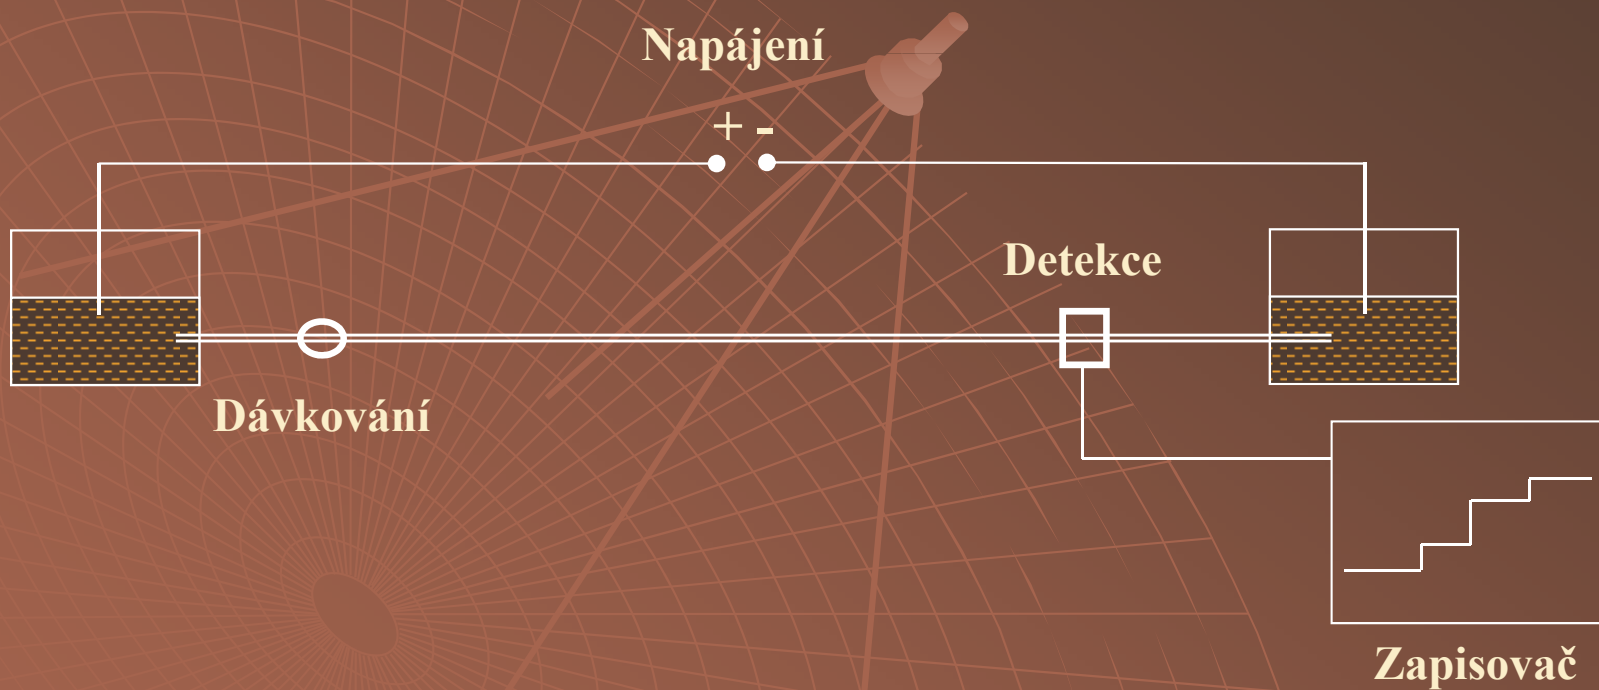 Napájení
+ -
Detekce
Dávkování
Zapisovač